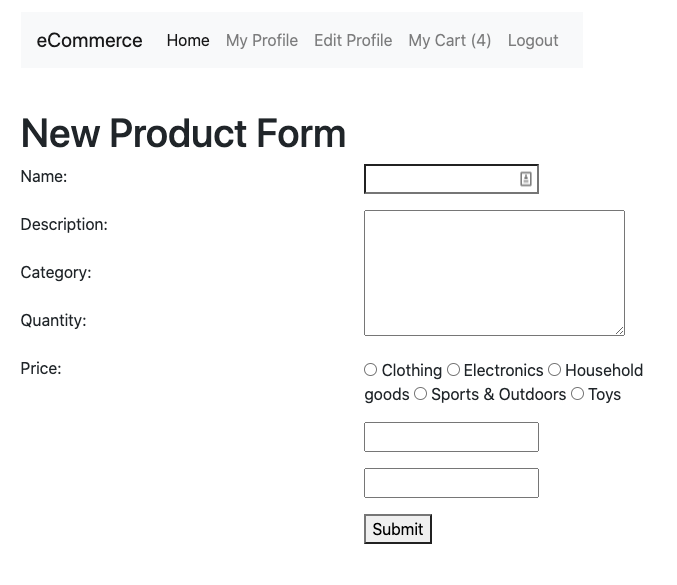 eCommerce Home My Profile Edit Profile My Cart (4) Logout
New Product Form
Name:
Description:
Category:
Quantity:
Price:
Clothing Electronics Household
goods Sports & Outdoors Toys
Submit